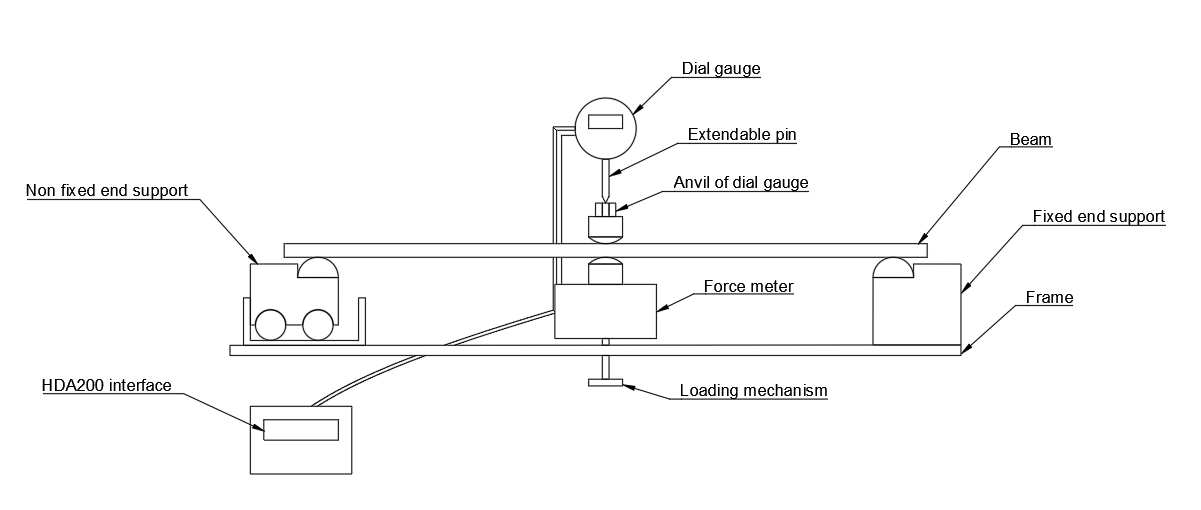 Dial gauge
Extendable pin
Beam
Anvil of dial gauge
Non fixed end support
Fixed end support
Force meter
Frame
HDA200 interface
Loading mechanism